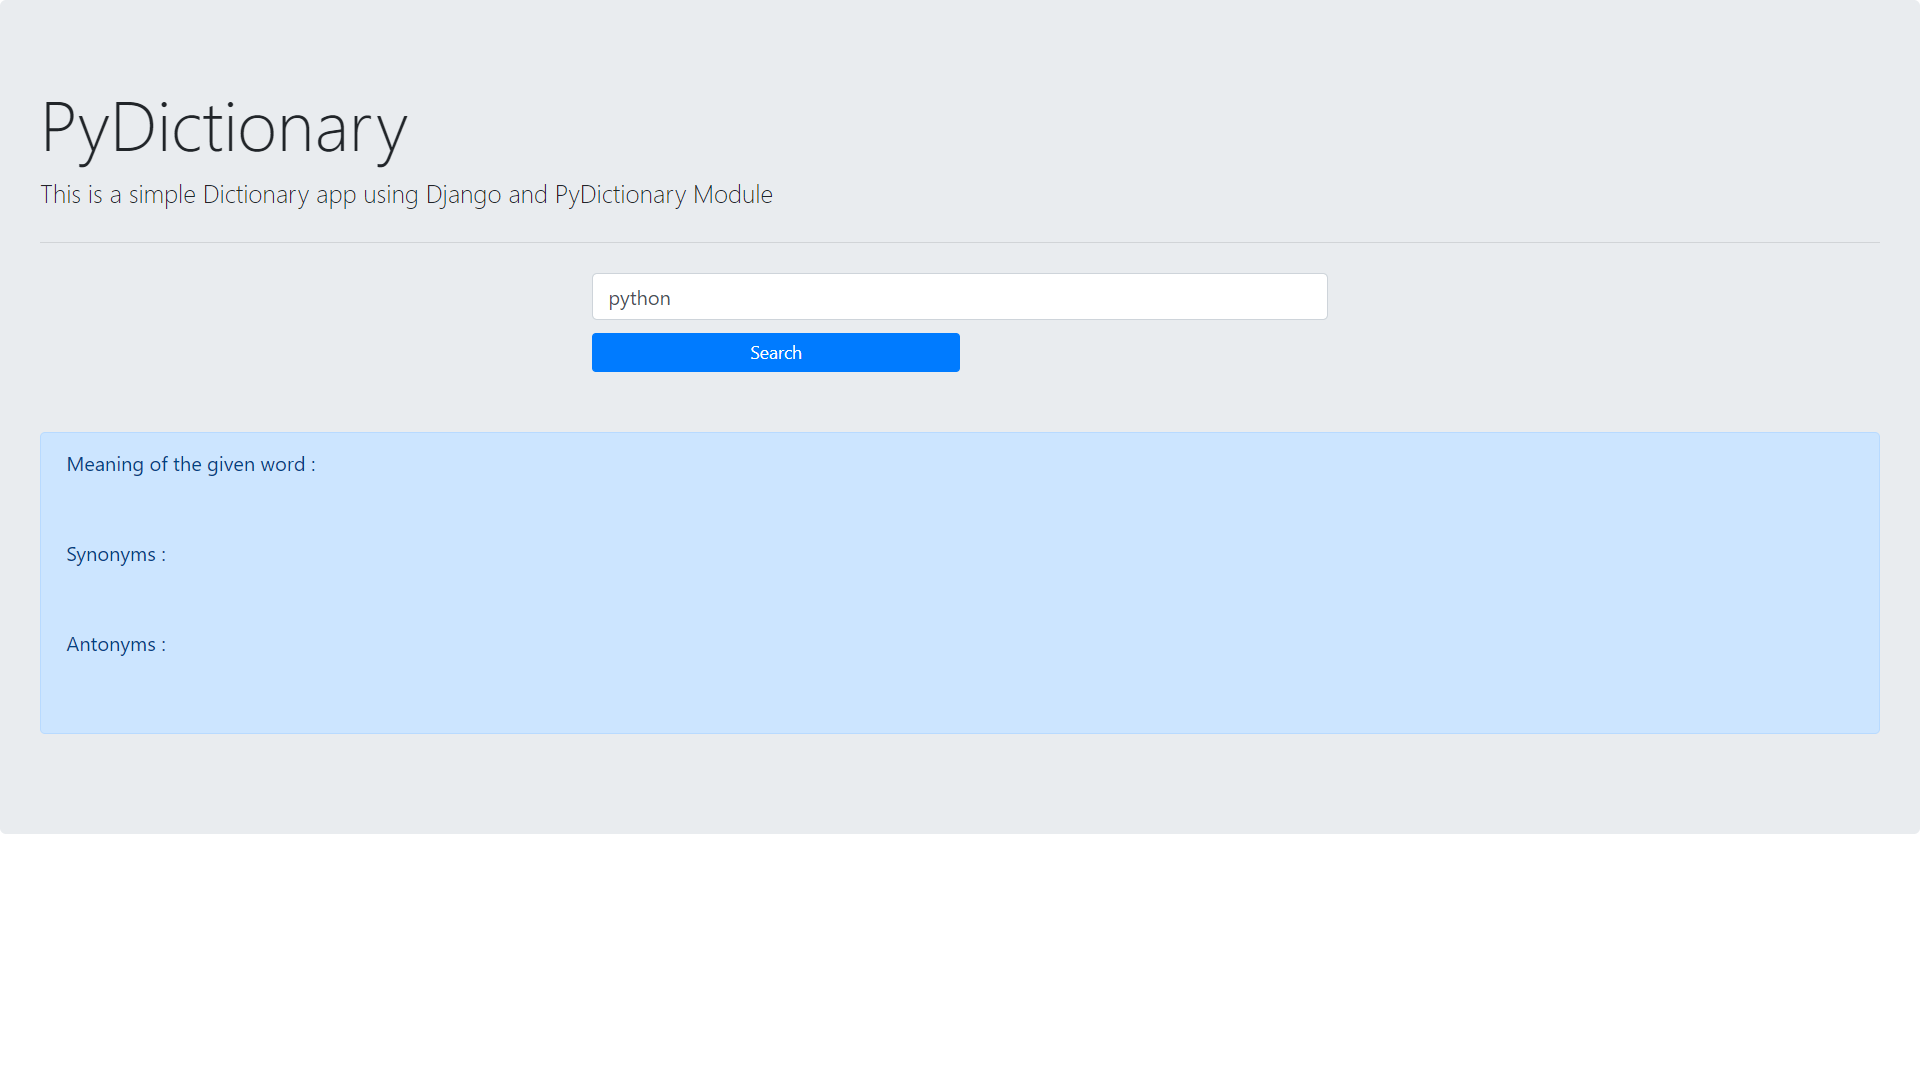 PyDictionary
This is a simple Dictionary app using Django and PyDictionary Module
python
Search
Meaning of the given word :
Synonyms :
Antonyms :